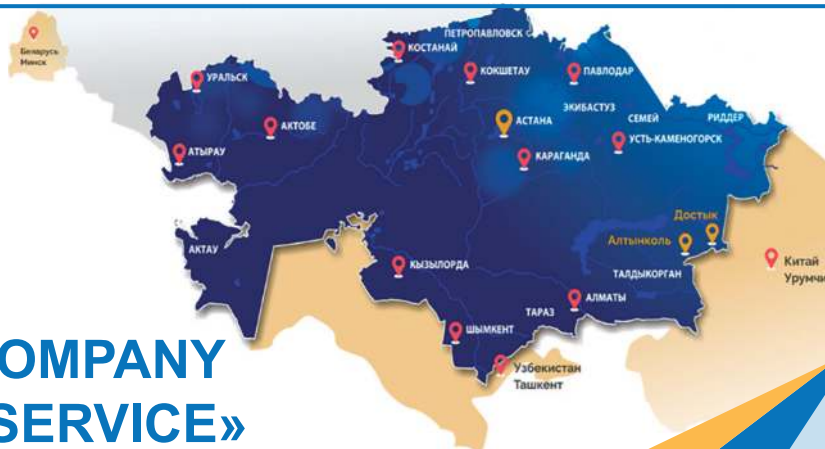 ПЕТРОПАВЛОВСК
КОСТАНАЙ
Беларусь
Минск
УРАЛЬСК
КОКШЕТАУ
ПАВЛОДАР
ЭКИБАСТУЗ
АСТАНА
СЕМЕЙ
РИДДЕР
АКТОБЕ
УСТЬ-КАМЕНОГОРСК
АТЫРАУ
КАРАГАНДА
Достык
Алтынколь
АКТАУ
Китай
Урумчи
КЫЗЫЛОРДА
ТАЛДЫКОРГАН
АЛМАТЫ
ТАРАЗ
ШЫМКЕНТ
Узбекистан
Ташкент
OMPANY
SERVICE»